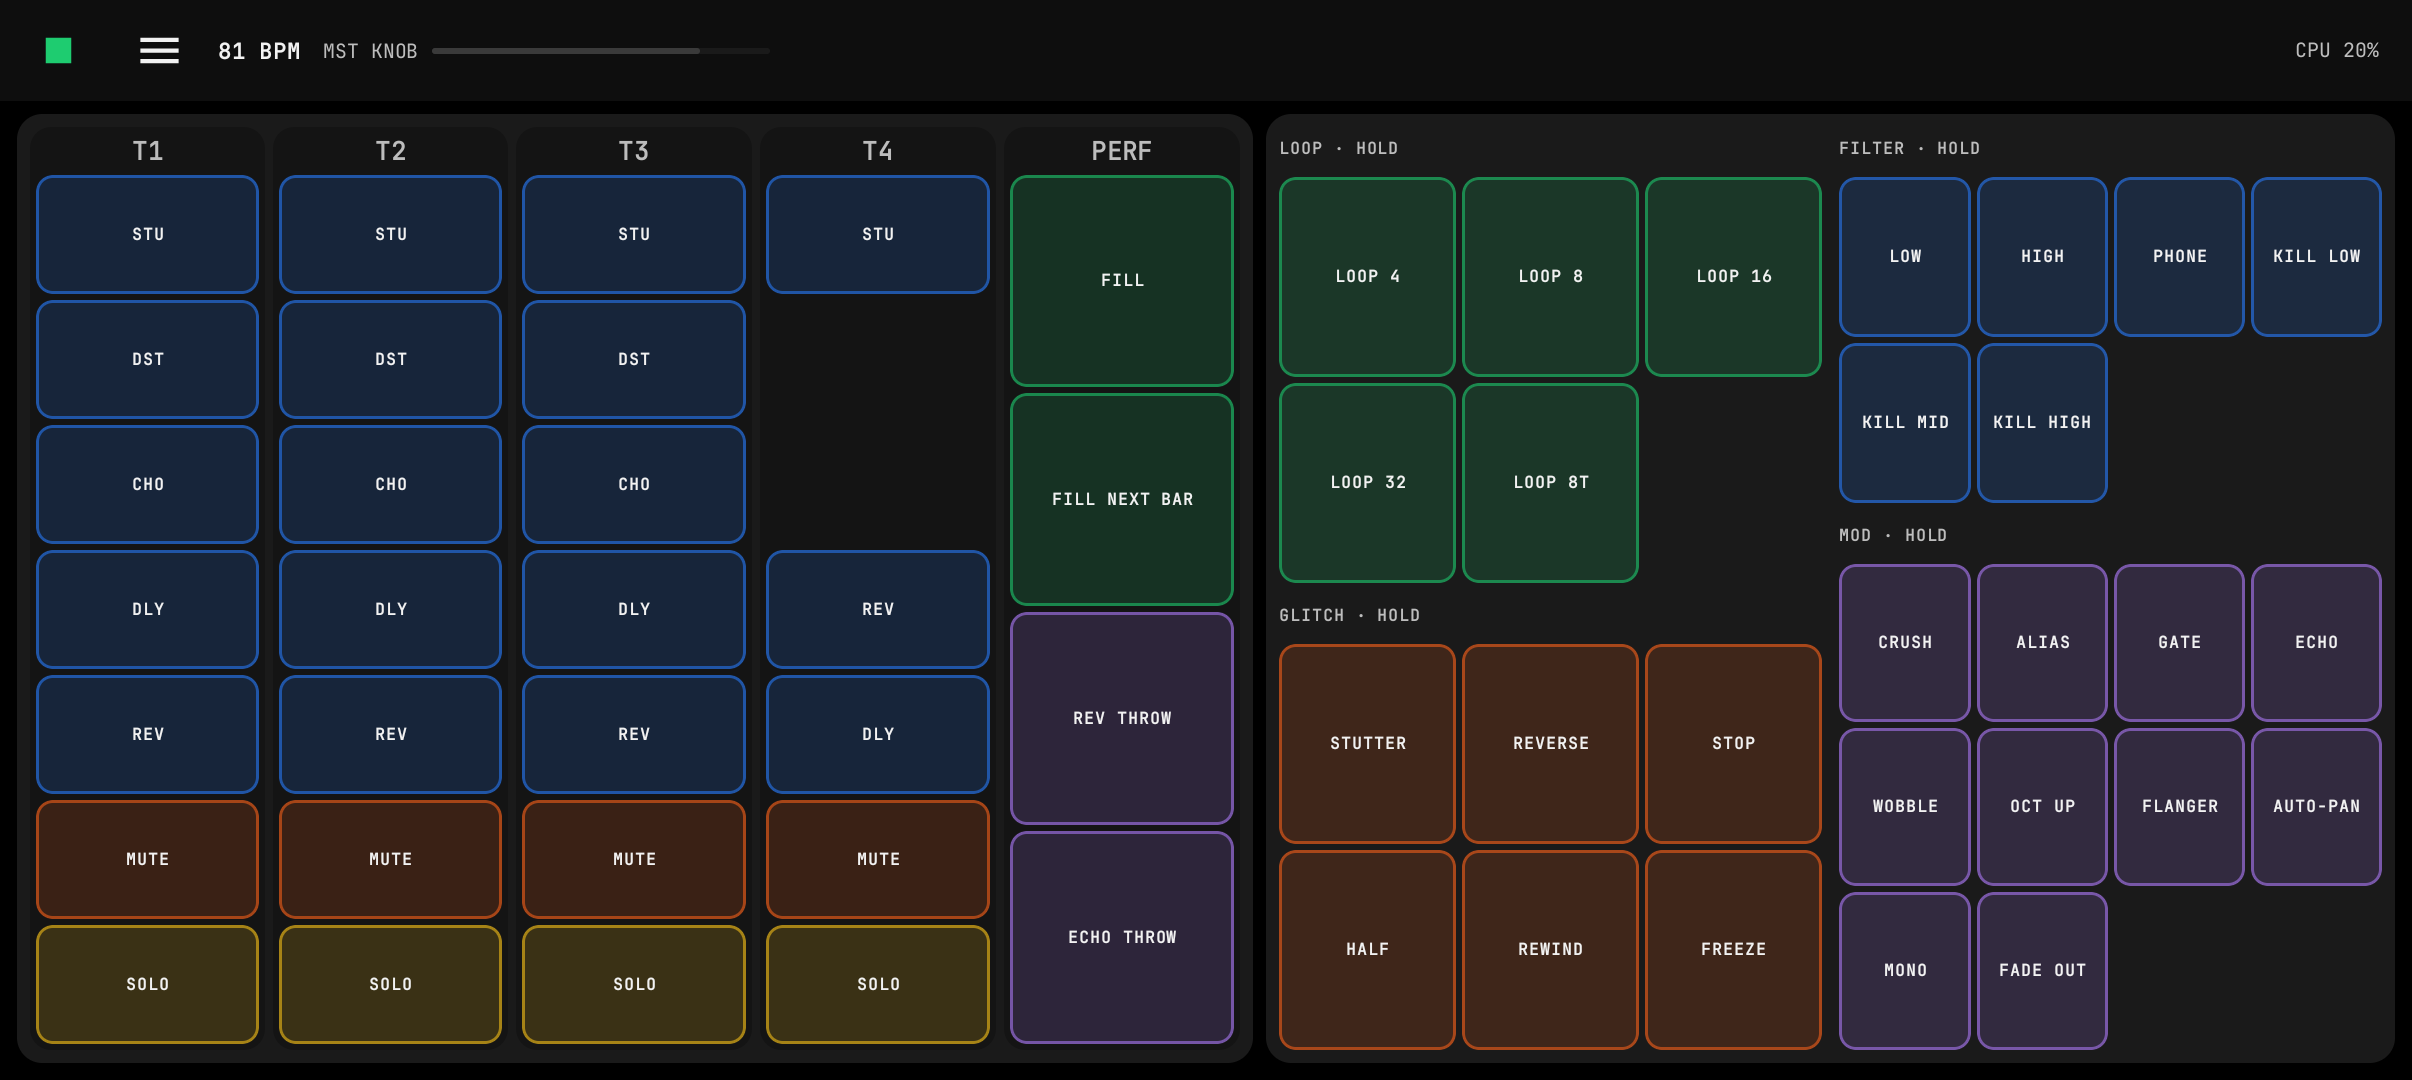 81 BPM MST KNOB CPU 20%
T1 T2 T3 T4 PERF
STU STU STU STU
FILL
DST DST DST
CHO CHO CHO
FILL NEXT BAR
DLY DLY DLY REV
REV THROW
REV REV REV DLY
MUTE MUTE MUTE MUTE
ECHO THROW
SOLO SOLO SOLO SOLO
LOOP · HOLD
LOOP 4 LOOP 8 LOOP 16
LOOP 32 LOOP 8T
GLITCH · HOLD
STUTTER REVERSE STOP
HALF REWIND FREEZE
FILTER · HOLD
LOW HIGH PHONE KILL LOW
KILL MID KILL HIGH
MOD · HOLD
CRUSH ALIAS GATE ECHO
WOBBLE OCT UP FLANGER AUTO-PAN
MONO FADE OUT